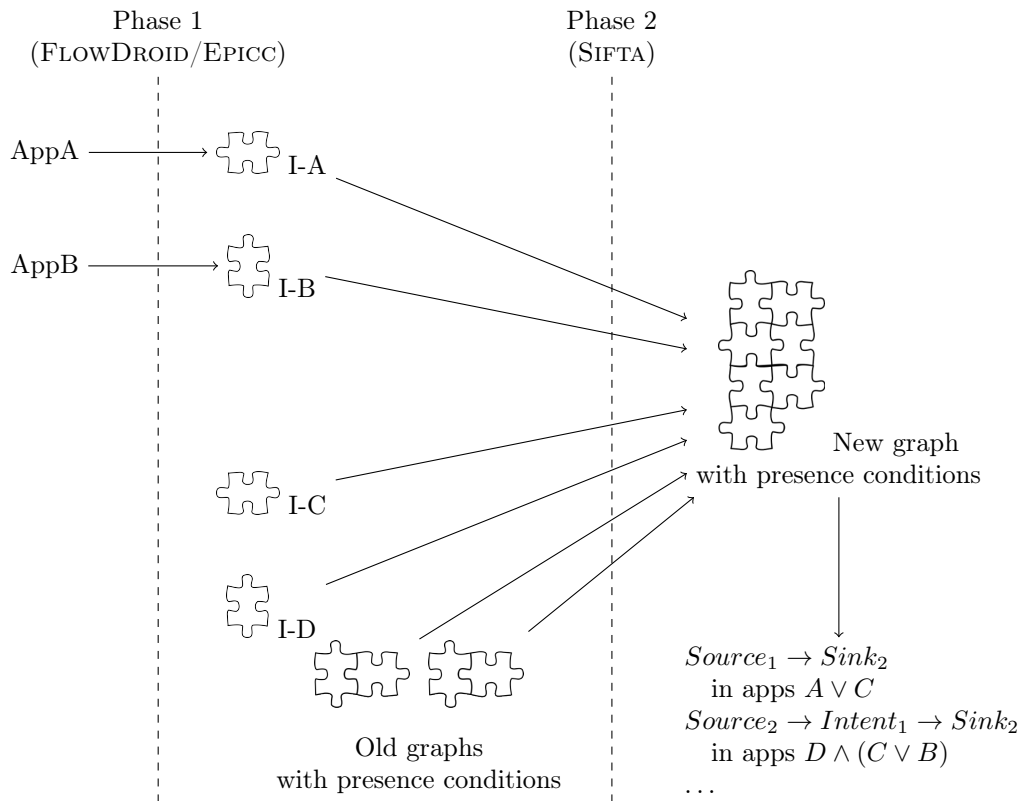 Phase 1
(FLOWDROID/EPICC)
Phase 2
(SIFTA)
AppA
I-A
AppB
I-B
New graph
with presence conditions
I-C
I-D
Source₁ → Sink₂
in apps A ∨ C
Source₂ → Intent₁ → Sink₂
in apps D ∧ (C ∨ B)
...
Old graphs
with presence conditions